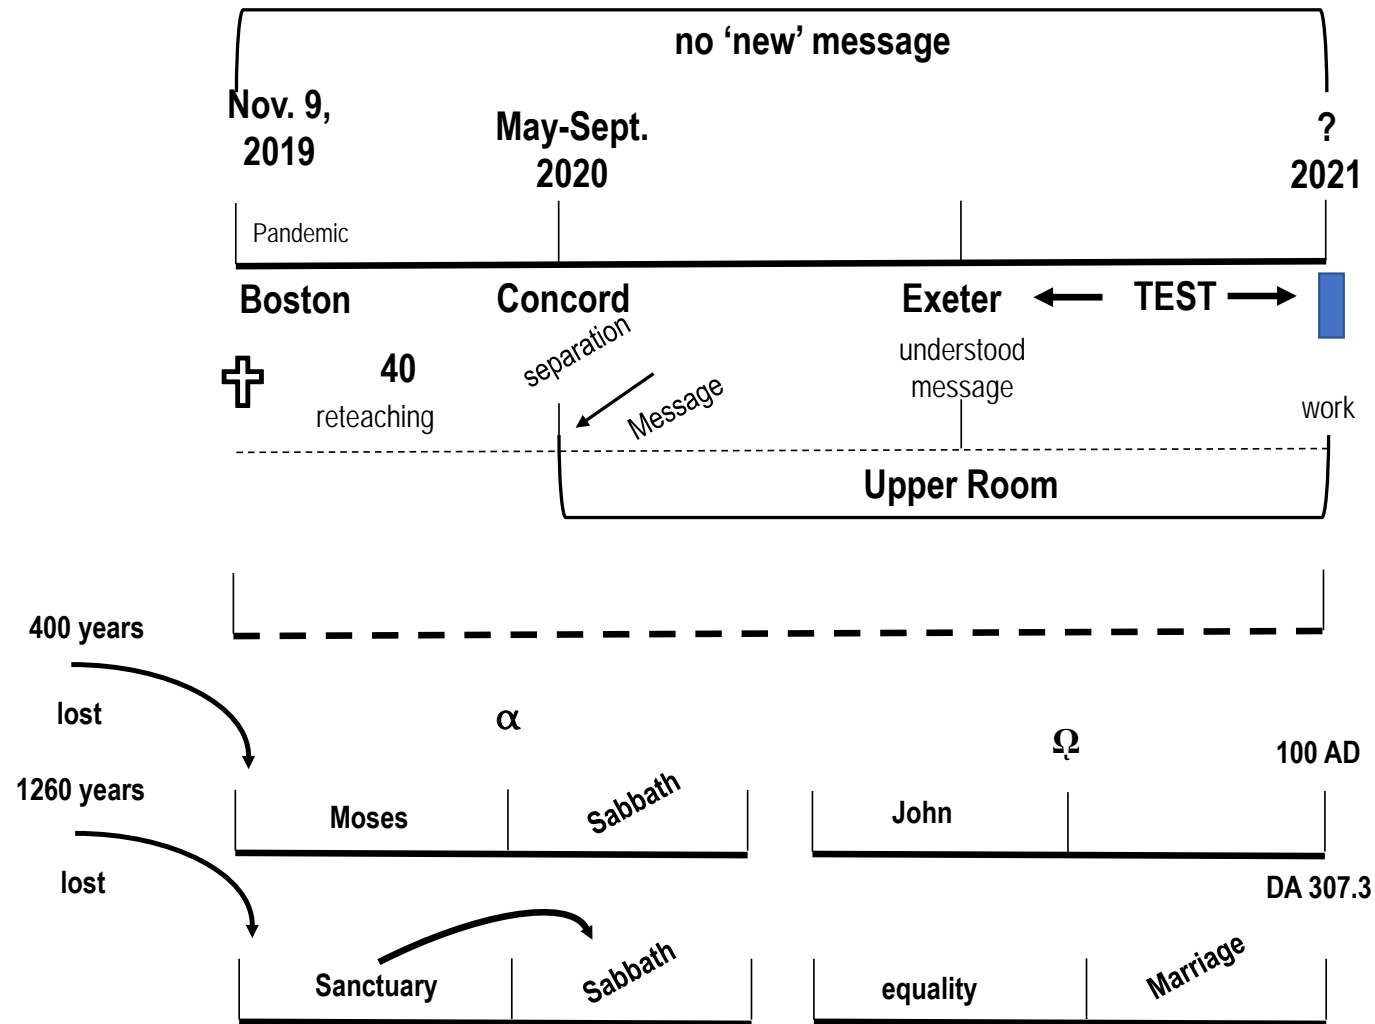 no ‘new’ message
Nov. 9,
2019
May-Sept.
2020
?
2021
Pandemic
Boston
Concord
Exeter
TEST
separation
Message
40
reteaching
understood
message
work
Upper Room
400 years
lost
α
Ω
100 AD
1260 years
Moses
Sabbath
John
lost
DA 307.3
Sanctuary
Sabbath
equality
Marriage